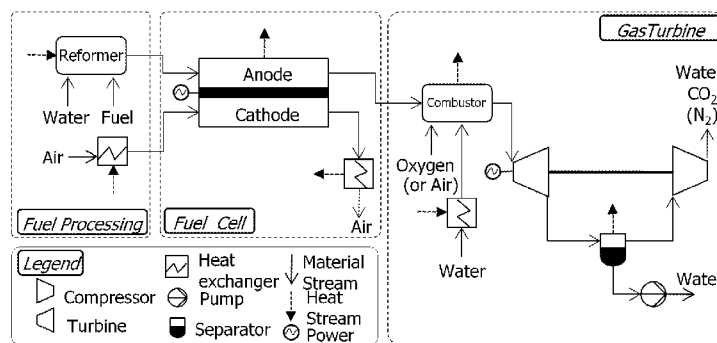 GasTurbine
Reformer
Water Fuel
Air
Fuel Processing
Anode
Cathode
Air
Fuel Cell
Combustor
Oxygen
(or Air)
Water
Water
CO2
(N2)
Water
Legend
Compressor
Turbine
Heat
exchanger
Pump
Separator
Material
Stream
Heat
Stream
Power